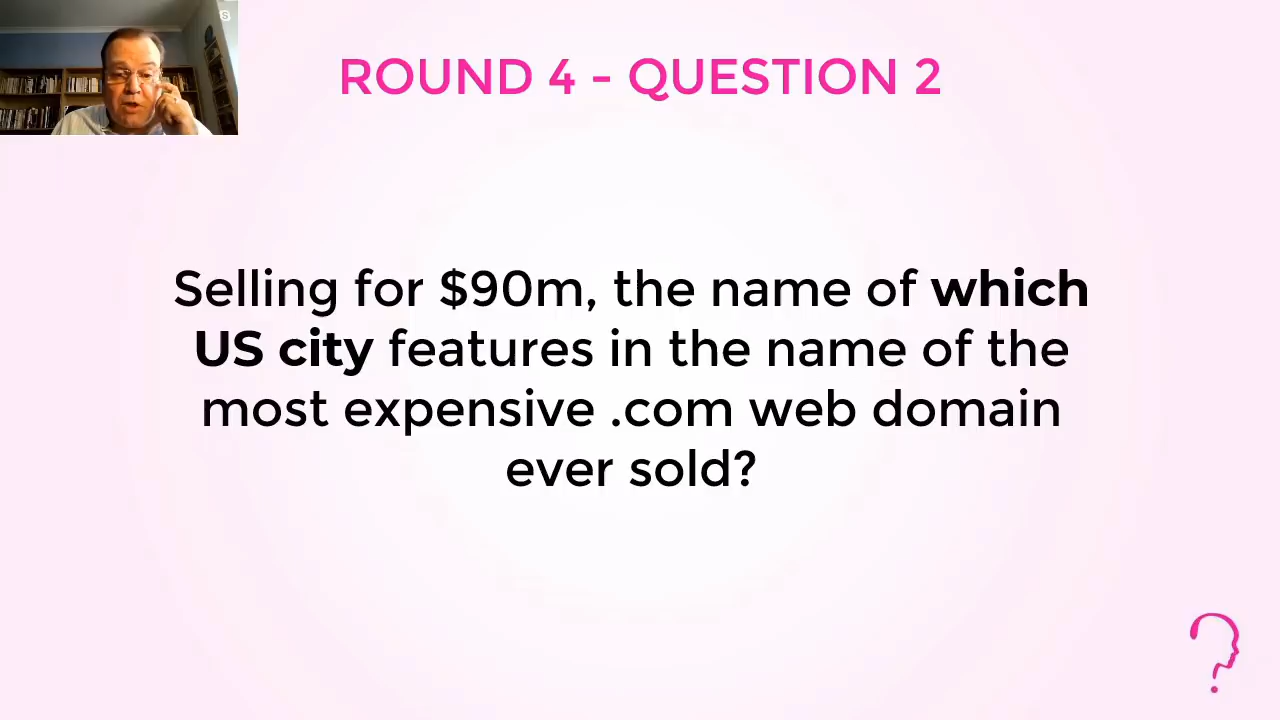 ROUND 4 - QUESTION 2
Selling for $90m, the name of which
US city features in the name of the
most expensive .com web domain
ever sold?